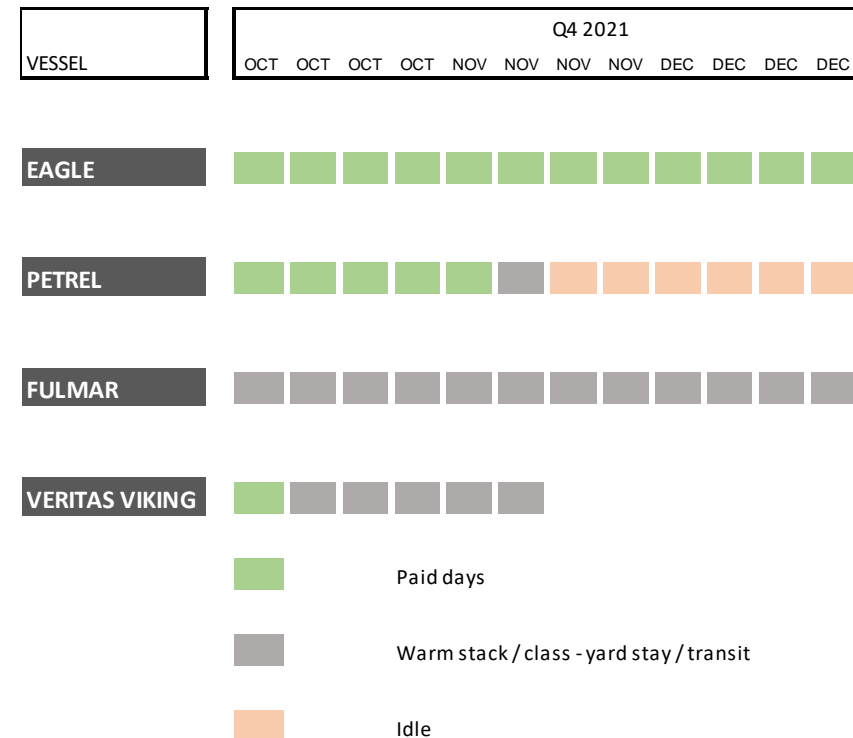 Q4 2021
VESSEL OCT OCT OCT OCT NOV NOV NOV NOV DEC DEC DEC DEC
EAGLE
PETREL
FULMAR
VERITAS VIKING
Paid days
Warm stack / class - yard stay / transit
Idle